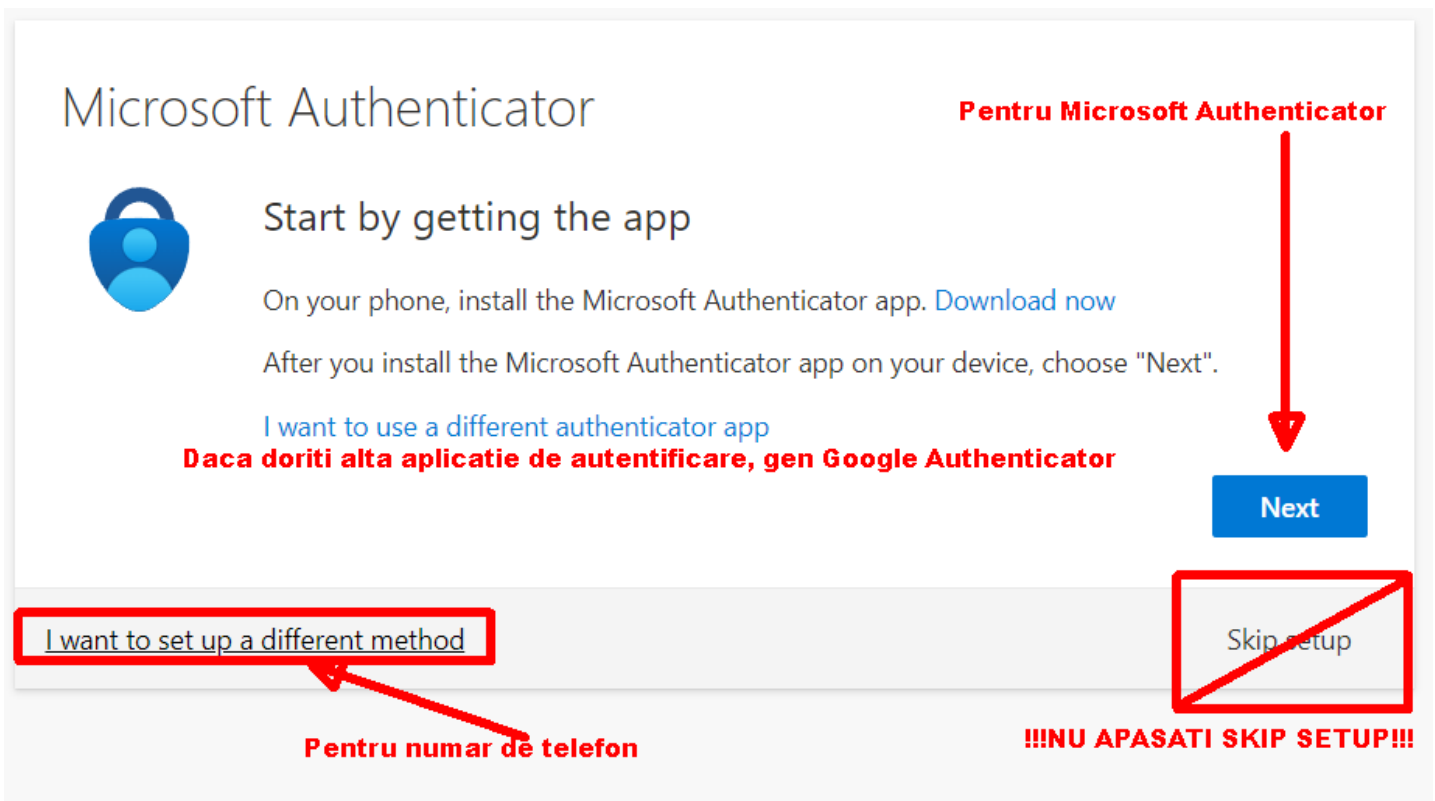 Microsoft Authenticator
Pentru Microsoft Authenticator
Start by getting the app
On your phone, install the Microsoft Authenticator app. Download now
After you install the Microsoft Authenticator app on your device, choose "Next".
I want to use a different authenticator app
Daca doriti alta aplicatie de autentificare, gen Google Authenticator
Next
I want to set up a different method
Skip setup
Pentru numar de telefon
!!!NU APASATI SKIP SETUP!!!